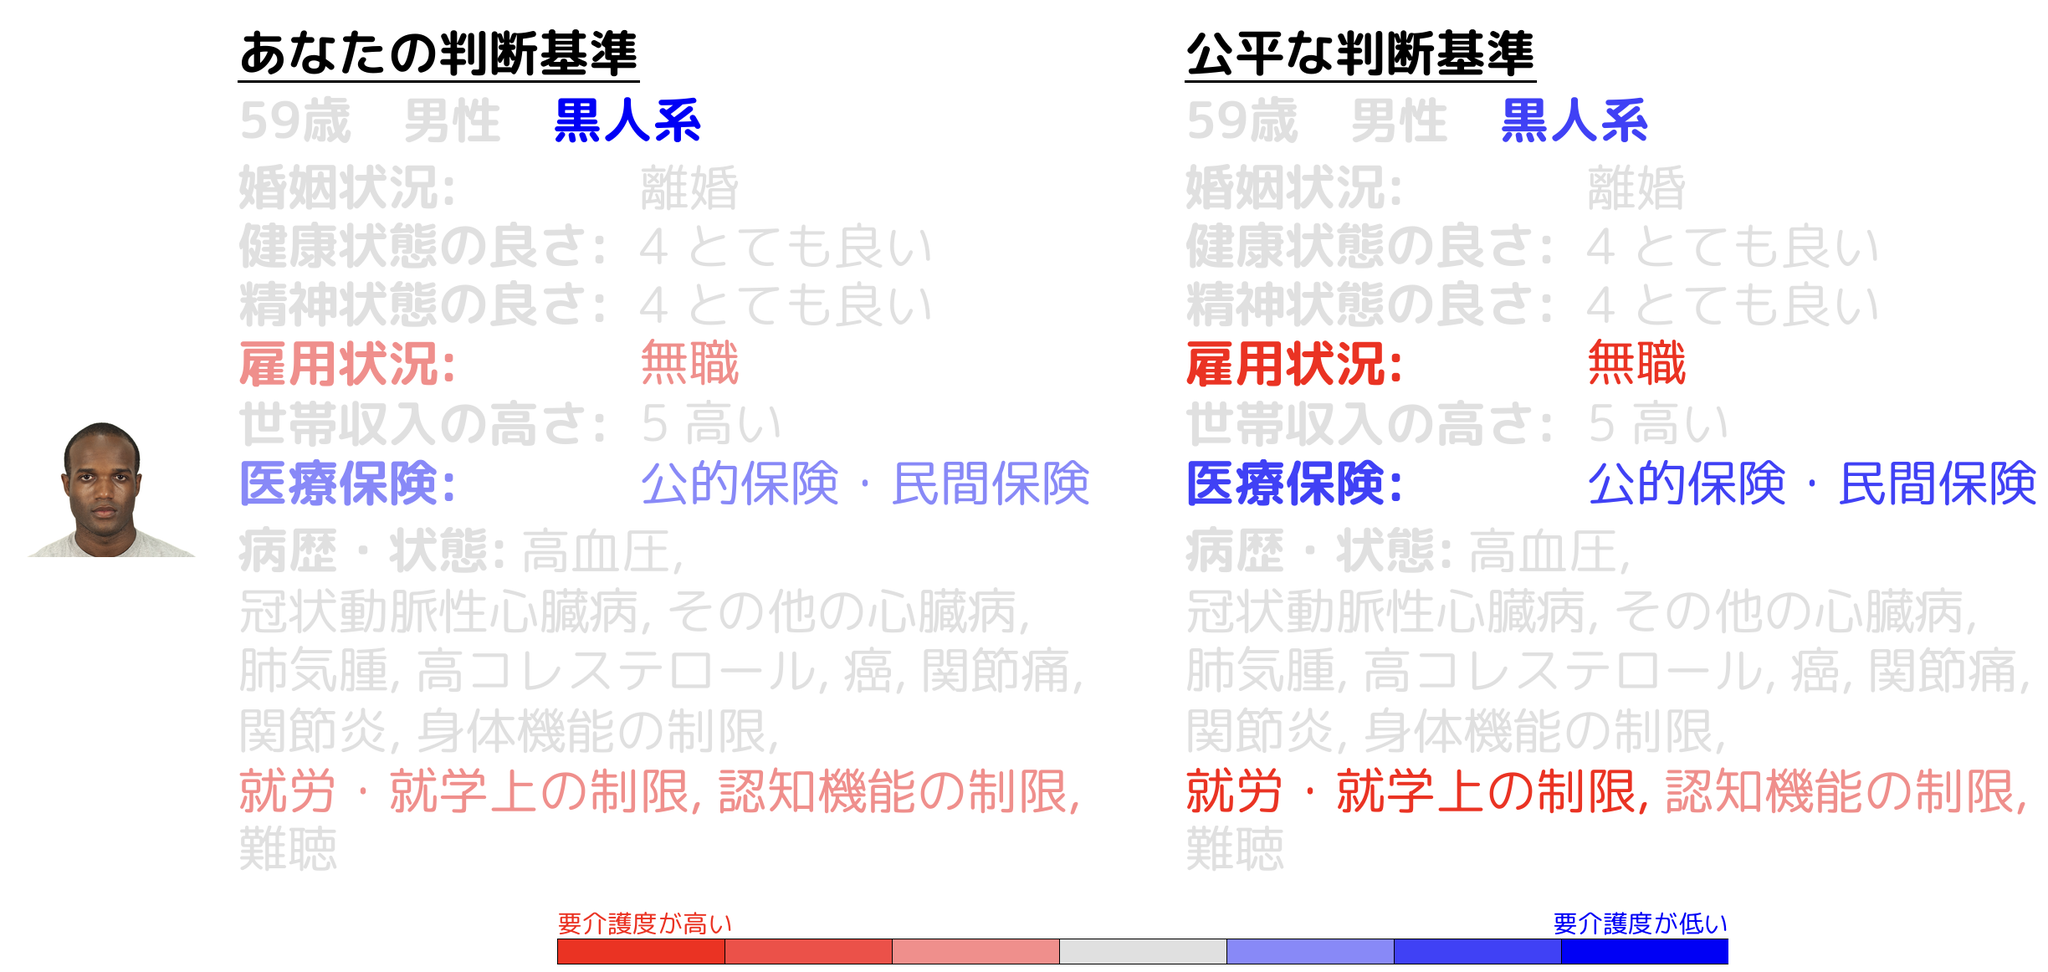 あなたの判断基準
59歳 男性 黒人系
婚姻状況: 離婚
健康状態の良さ: 4 とても良い
精神状態の良さ: 4 とても良い
雇用状況: 無職
世帯収入の高さ: 5 高い
医療保険: 公的保険・民間保険
病歴・状態: 高血圧,
冠状動脈性心臓病, その他の心臓病,
肺気腫, 高コレステロール, 癌, 関節痛,
関節炎, 身体機能の制限,
就労・就学上の制限, 認知機能の制限,
難聴
公平な判断基準
59歳 男性 黒人系
婚姻状況: 離婚
健康状態の良さ: 4 とても良い
精神状態の良さ: 4 とても良い
雇用状況: 無職
世帯収入の高さ: 5 高い
医療保険: 公的保険・民間保険
病歴・状態: 高血圧,
冠状動脈性心臓病, その他の心臓病,
肺気腫, 高コレステロール, 癌, 関節痛,
関節炎, 身体機能の制限,
就労・就学上の制限, 認知機能の制限,
難聴
要介護度が高い
要介護度が低い